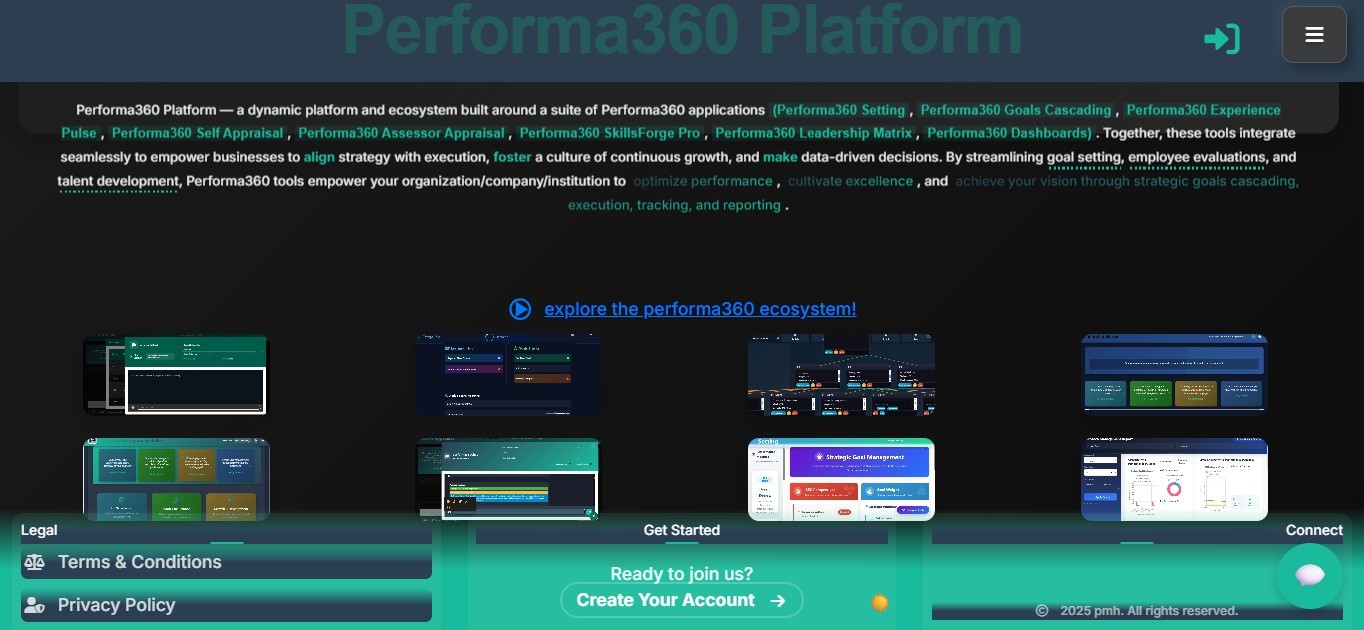 Performa360 Platform
Performa360 Platform — a dynamic platform and ecosystem built around a suite of Performa360 applications (Performa360 Setting , Performa360 Goals Cascading , Performa360 Experience
Pulse , Performa360 Self Appraisal , Performa360 Assessor Appraisal , Performa360 SkillsForge Pro , Performa360 Leadership Matrix , Performa360 Dashboards) . Together, these tools integrate
seamlessly to empower businesses to align strategy with execution, foster a culture of continuous growth, and make data-driven decisions. By streamlining goal setting, employee evaluations, and
talent development, Performa360 tools empower your organization/company/institution to optimize performance , cultivate excellence , and achieve your vision through strategic goals cascading,
execution, tracking, and reporting .
explore the performa360 ecosystem!
Strategic Goal Management
Legal
Get Started
Connect
Terms & Conditions
Ready to join us?
Create Your Account
Privacy Policy
© 2025 pmh. All rights reserved.